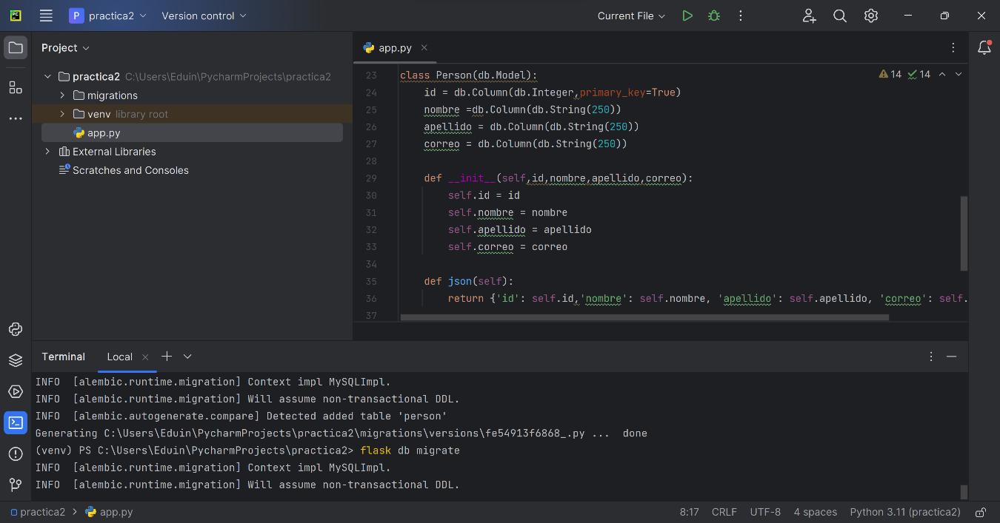 PC
P practica2 Version control Current File
Project
app.py
practica2 C:\Users\Eduin\PycharmProjects\practica2
migrations
venv library root
app.py
External Libraries
Scratches and Consoles
14 14
23 class Person(db.Model):
24 id = db.Column(db.Integer,primary_key=True)
25 nombre =db.Column(db.String(250))
26 apellido = db.Column(db.String(250))
27 correo = db.Column(db.String(250))
28
29 def __init__(self,id,nombre,apellido,correo):
30 self.id = id
31 self.nombre = nombre
32 self.apellido = apellido
33 self.correo = correo
34
35 def json(self):
36 return {'id': self.id,'nombre': self.nombre, 'apellido': self.apellido, 'correo': self.
37
Terminal Local
INFO [alembic.runtime.migration] Context impl MySQLImpl.
INFO [alembic.runtime.migration] Will assume non-transactional DDL.
INFO [alembic.autogenerate.compare] Detected added table 'person'
Generating C:\Users\Eduin\PycharmProjects\practica2\migrations\versions\fe54913f6868_.py ... done
(venv) PS C:\Users\Eduin\PycharmProjects\practica2> flask db migrate
INFO [alembic.runtime.migration] Context impl MySQLImpl.
INFO [alembic.runtime.migration] Will assume non-transactional DDL.
practica2 > app.py 8:17 CRLF UTF-8 4 spaces Python 3.11 (practica2)